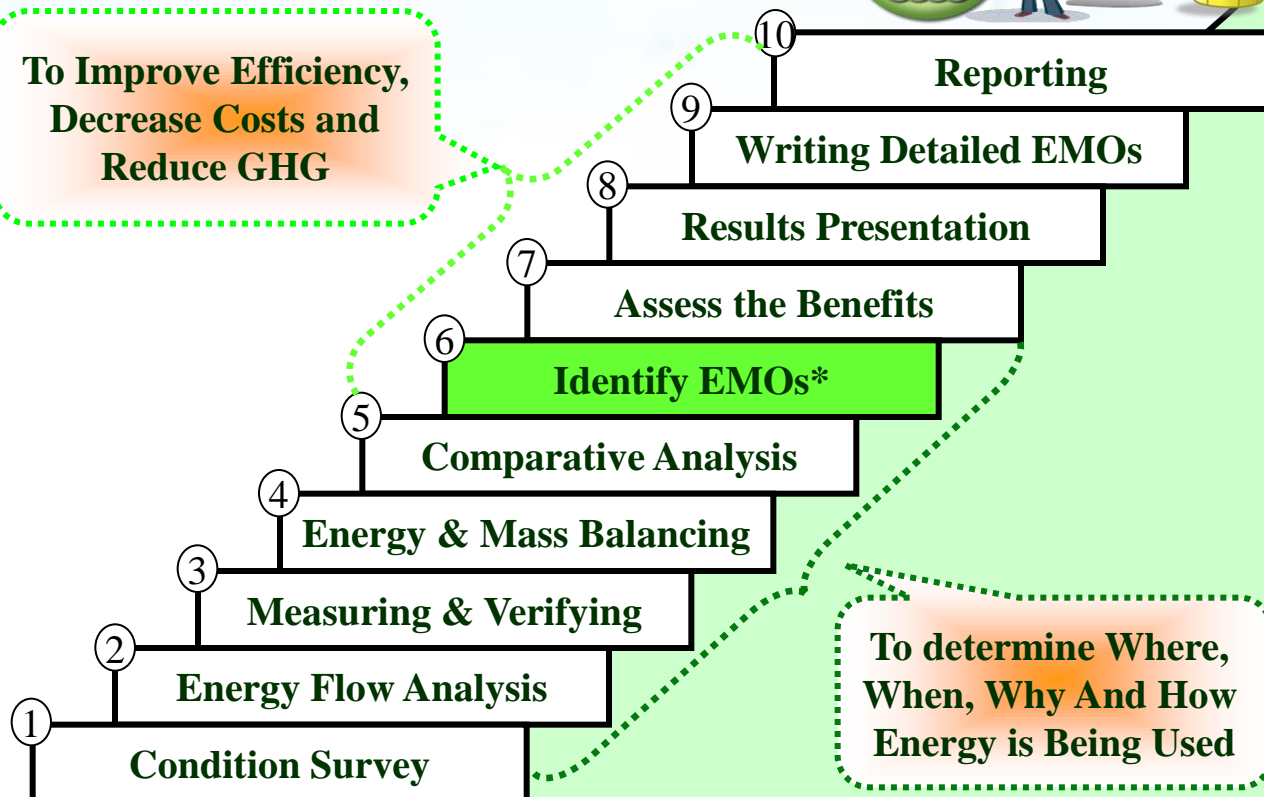 To Improve Efficiency,
Decrease Costs and
Reduce GHG
10
Reporting
9
Writing Detailed EMOs
8
Results Presentation
7
Assess the Benefits
6
Identify EMOs*
5
Comparative Analysis
4
Energy & Mass Balancing
3
Measuring & Verifying
2
Energy Flow Analysis
1
Condition Survey
To determine Where,
When, Why And How
Energy is Being Used